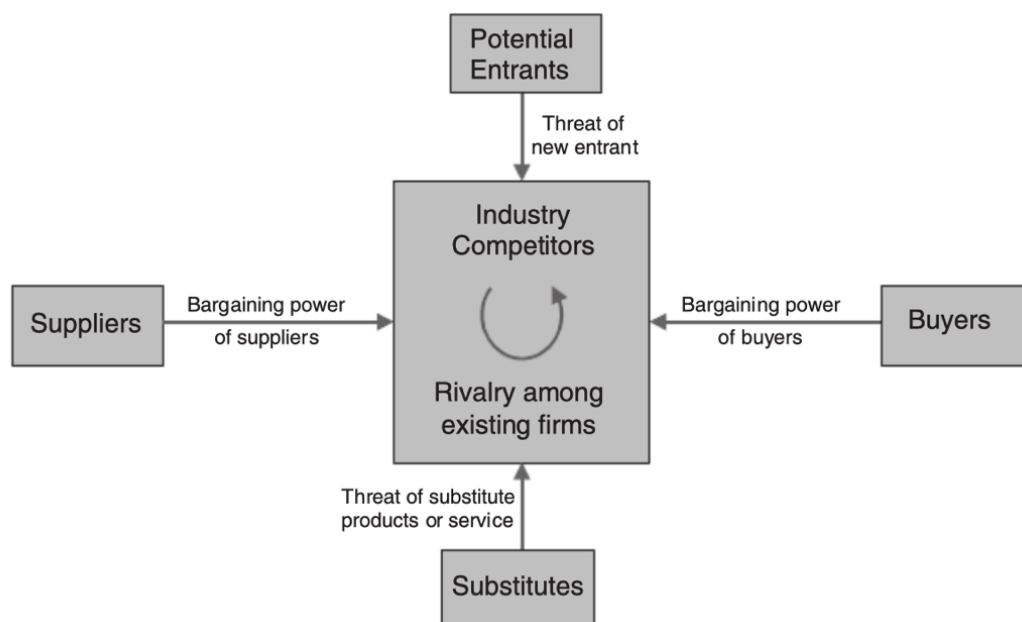 Potential
Entrants
Threat of
new entrant
Industry
Competitors
Suppliers
Bargaining power
of suppliers
Bargaining power
of buyers
Buyers
Rivalry among
existing firms
Threat of substitute
products or service
Substitutes